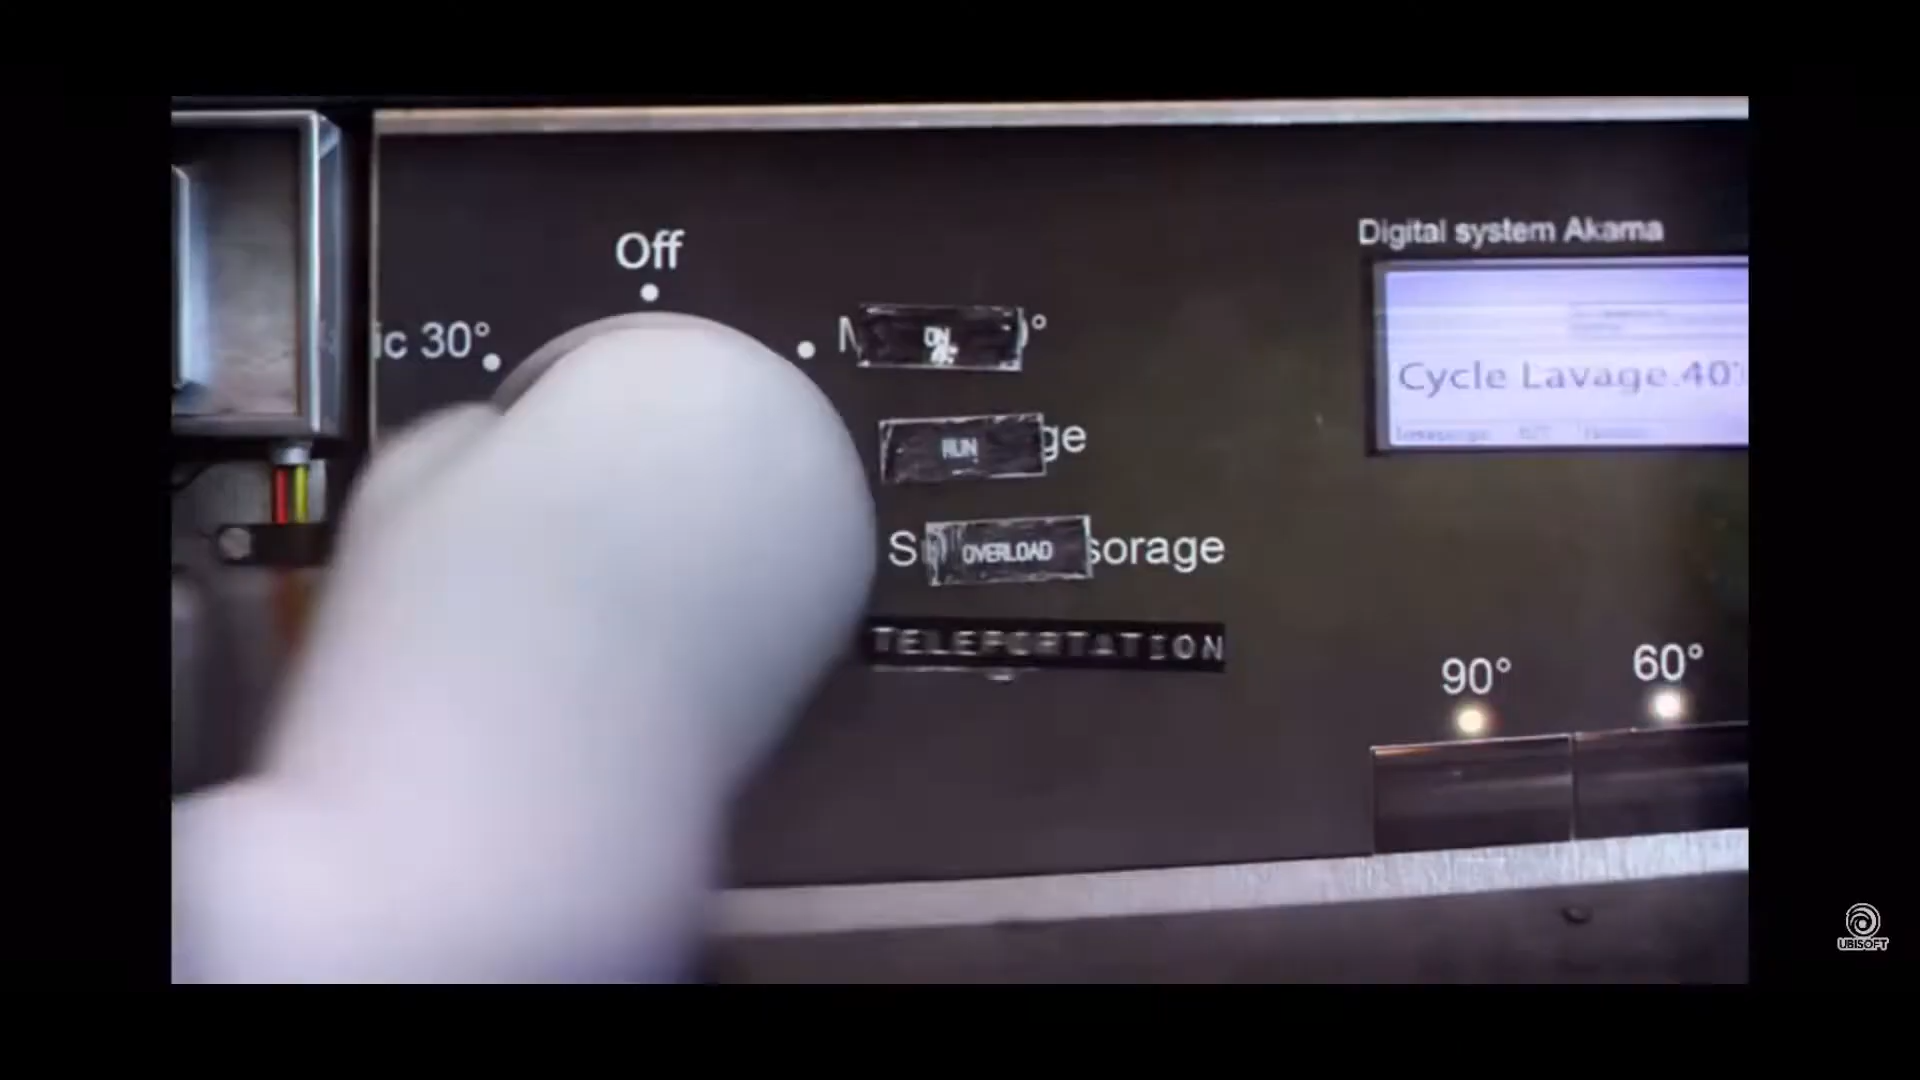 Off
ic 30°
ON
RUN
ge
OVERLOAD
sorage
TELEPORTATION
Digital system Akama
Cycle Lavage.40
90°
60°
UBISOFT